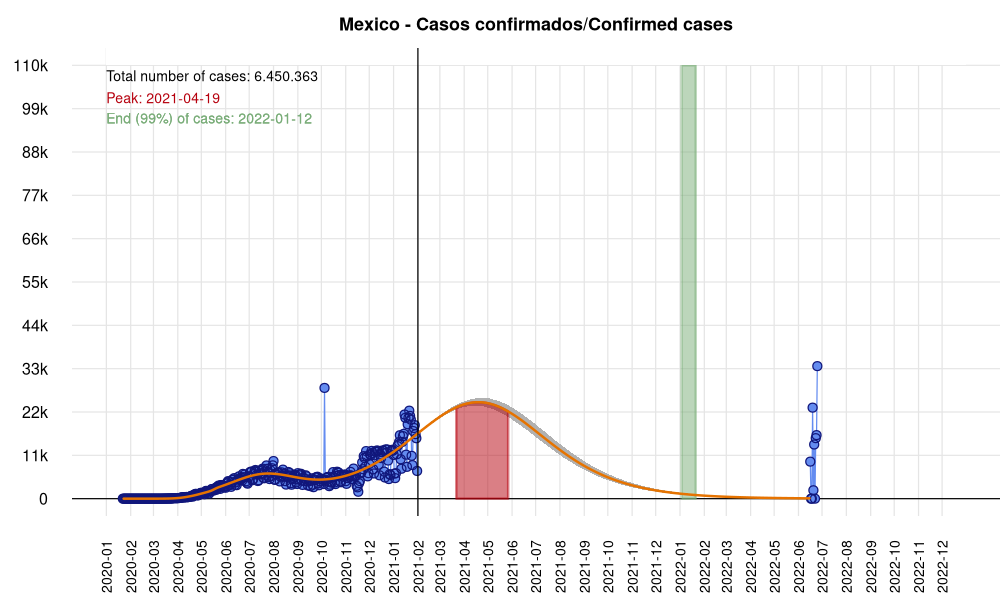 Mexico - Casos confirmados/Confirmed cases
110k
99k
88k
77k
66k
55k
44k
33k
22k
11k
0
Total number of cases: 6.450.363
Peak: 2021-04-19
End (99%) of cases: 2022-01-12
2020-01
2020-02
2020-03
2020-04
2020-05
2020-06
2020-07
2020-08
2020-09
2020-10
2020-11
2020-12
2021-01
2021-02
2021-03
2021-04
2021-05
2021-06
2021-07
2021-08
2021-09
2021-10
2021-11
2021-12
2022-01
2022-02
2022-03
2022-04
2022-05
2022-06
2022-07
2022-08
2022-09
2022-10
2022-11
2022-12